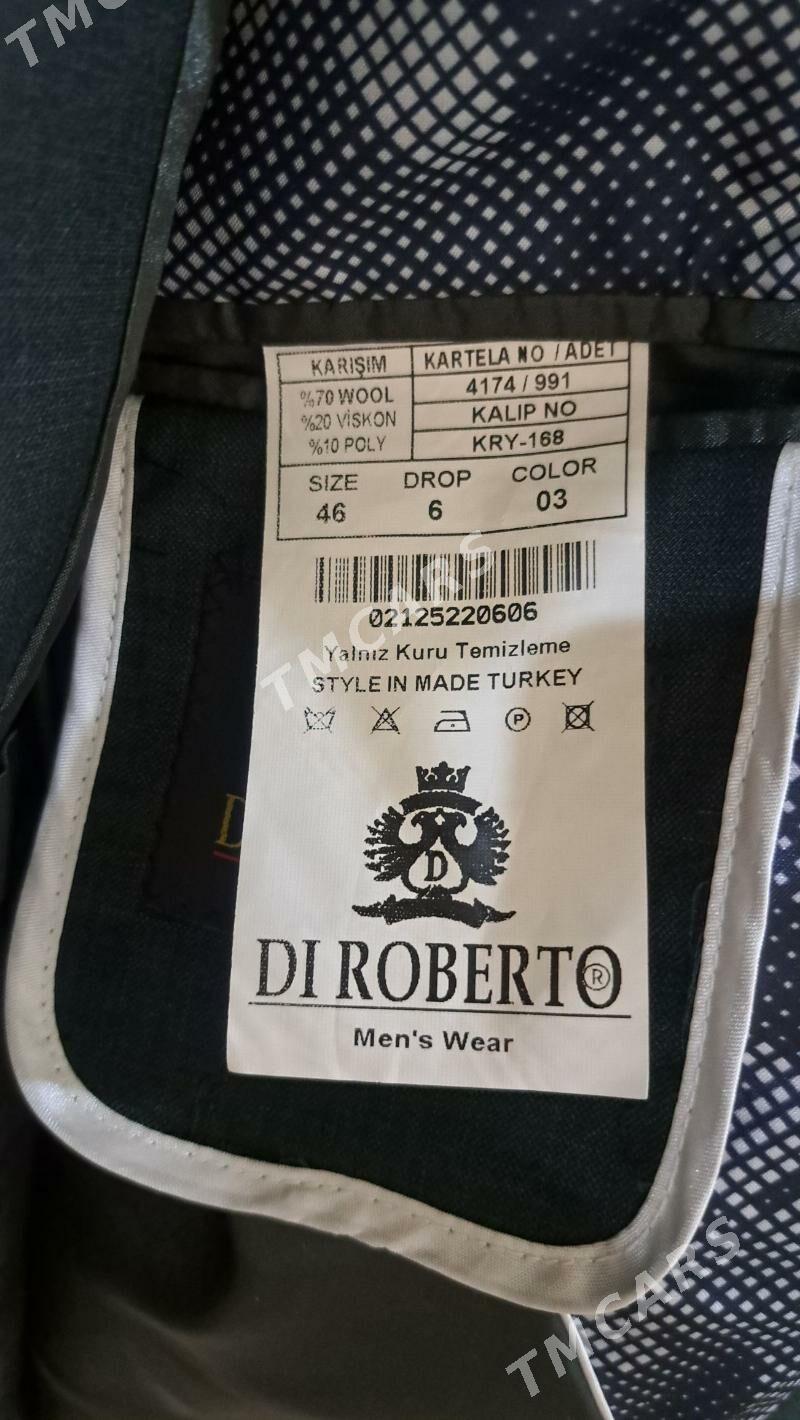 TMCARS
KARIŞIM
KARTELA NO / ADET
%70 WOOL
4174 / 991
%20 VİSKON
KALIP NO
%10 POLY
KRY-168
SIZE DROP COLOR
46 6 03
02125220606
TMCARS
Yalnız Kuru Temizleme
STYLE IN MADE TURKEY
P
D
D
DI ROBERTO ®
Men's Wear
TMCARS